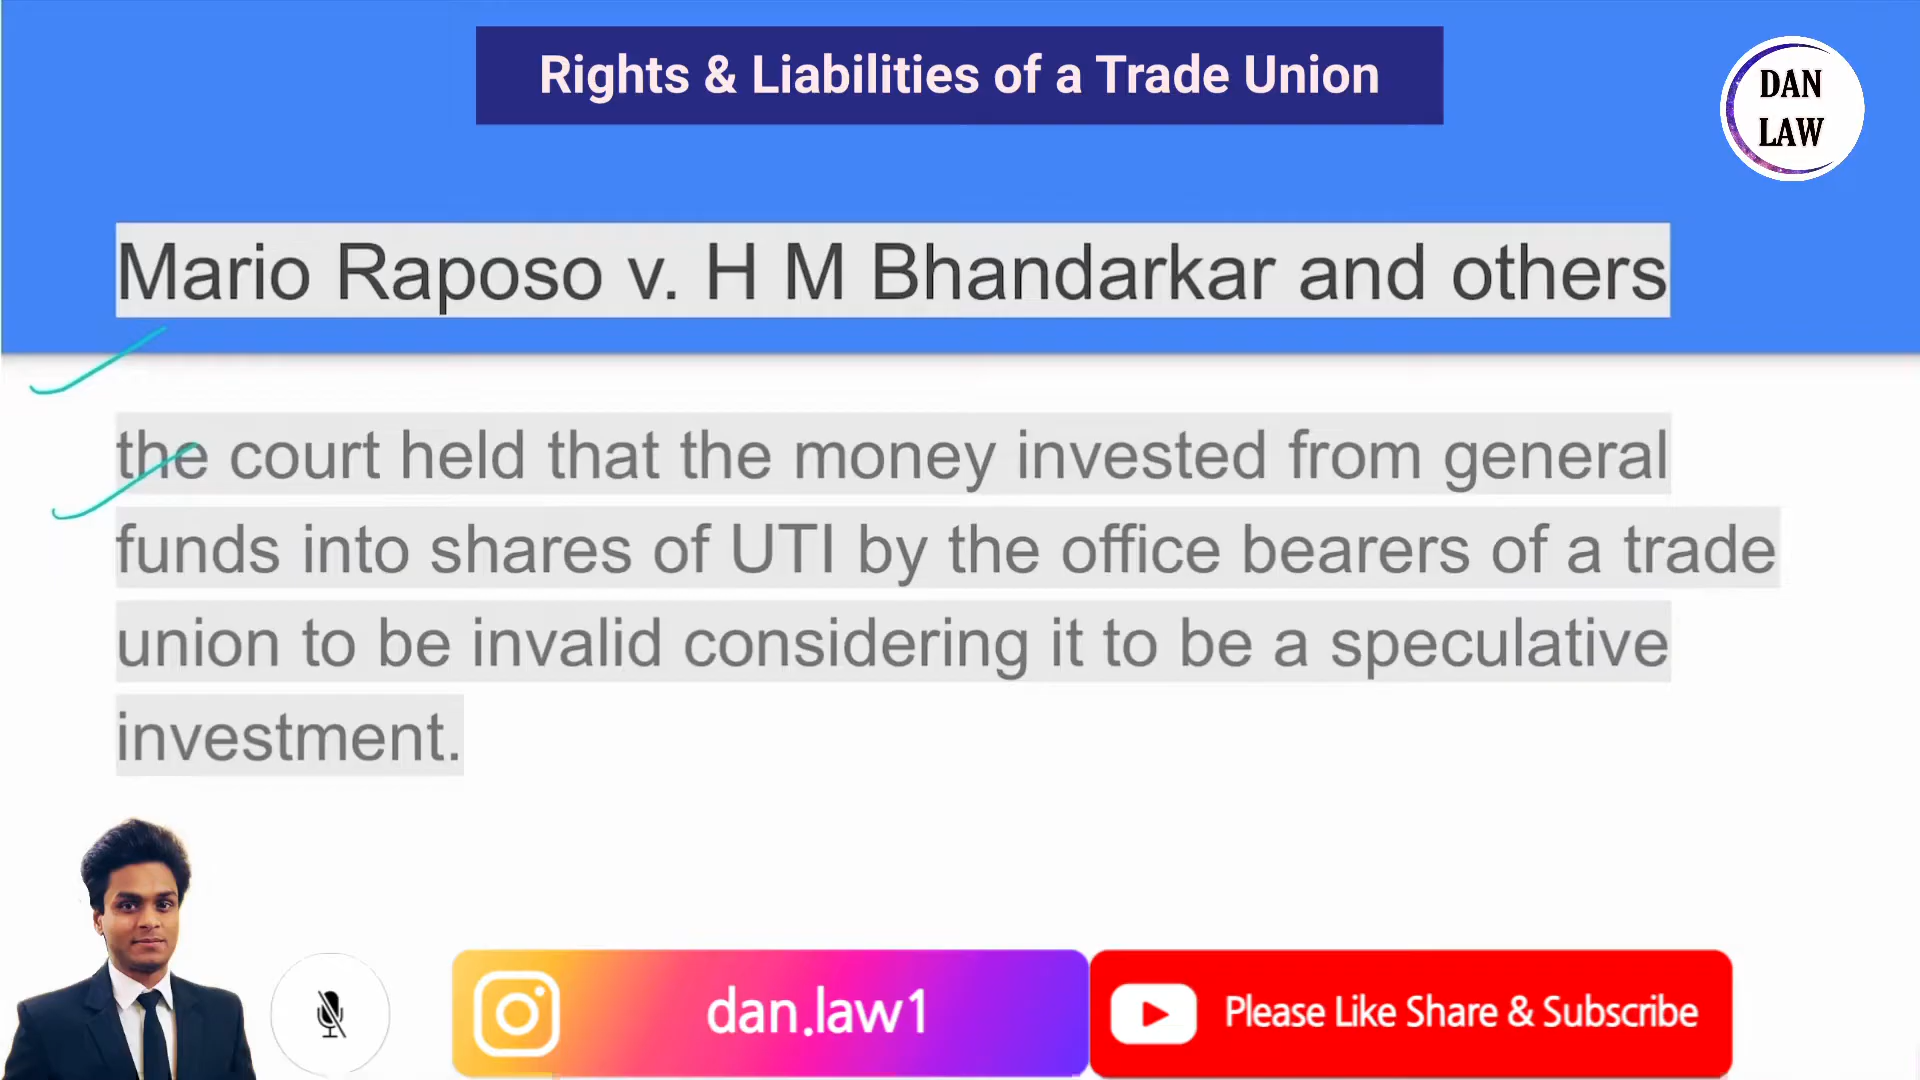 Rights & Liabilities of a Trade Union
DAN
LAW
Mario Raposo v. H M Bhandarkar and others
the court held that the money invested from general
funds into shares of UTI by the office bearers of a trade
union to be invalid considering it to be a speculative
investment.
dan.law1
Please Like Share & Subscribe